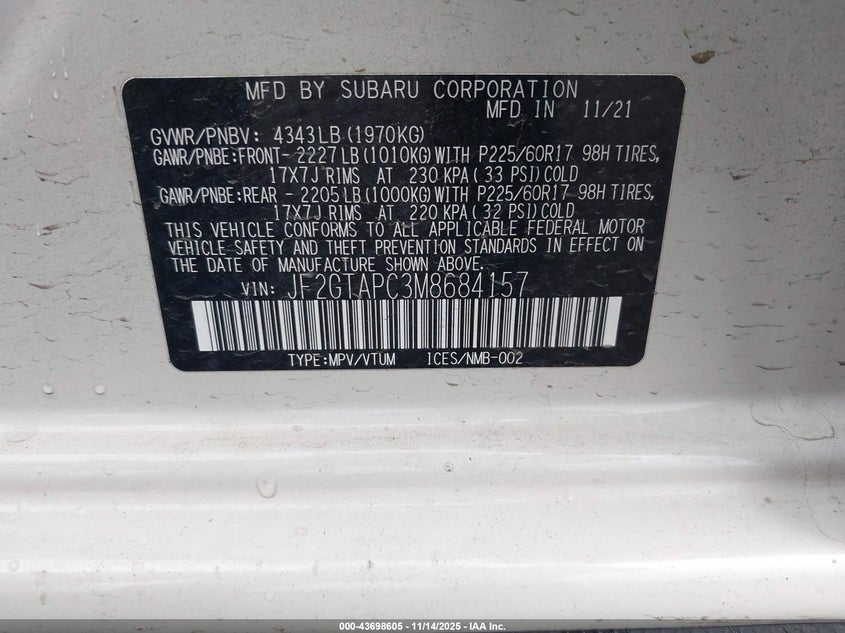 MFD BY SUBARU CORPORATION
MFD IN 11/21
GVWR/PNBV: 4343LB (1970KG)
GAWR/PNBE:FRONT- 2227LB (1010KG) WITH P225/60R17 98H TIRES,
17X7J RIMS AT 230 KPA( 33 PSI) COLD
GAWR/PNBE:REAR - 2205LB (1000KG) WITH P225/60R17 98H TIRES,
17X7J RIMS AT 220 KPA( 32 PSI) COLD
THIS VEHICLE CONFORMS TO ALL APPLICABLE FEDERAL MOTOR
VEHICLE SAFETY AND THEFT PREVENTION STANDARDS IN EFFECT ON
THE DATE OF MANUFACTURE SHOWN ABOVE.
VIN: JF2GTAPC3M8684157
TYPE:MPV/VTUM ICES/NMB-002
000-43698605 - 11/14/2025 - IAA Inc.